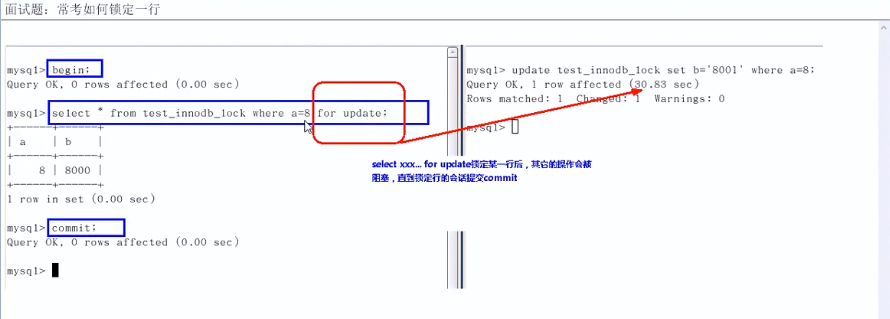 面试题：常考如何锁定一行
mysql> begin;
Query OK, 0 rows affected (0.00 sec)
mysql> select * from test_innodb_lock where a=8 for update;
+------+------+
| a | b |
+------+------+
| 8 | 8000 |
+------+------+
1 row in set (0.00 sec)
mysql> commit;
Query OK, 0 rows affected (0.00 sec)
mysql>
mysql> update test_innodb_lock set b='8001' where a=8;
Query OK, 1 row affected (30.83 sec)
Rows matched: 1 Changed: 1 Warnings: 0
mysql>
select xxx... for update锁定某一行后，其它的操作会被
阻塞，直到锁定行的会话提交commit